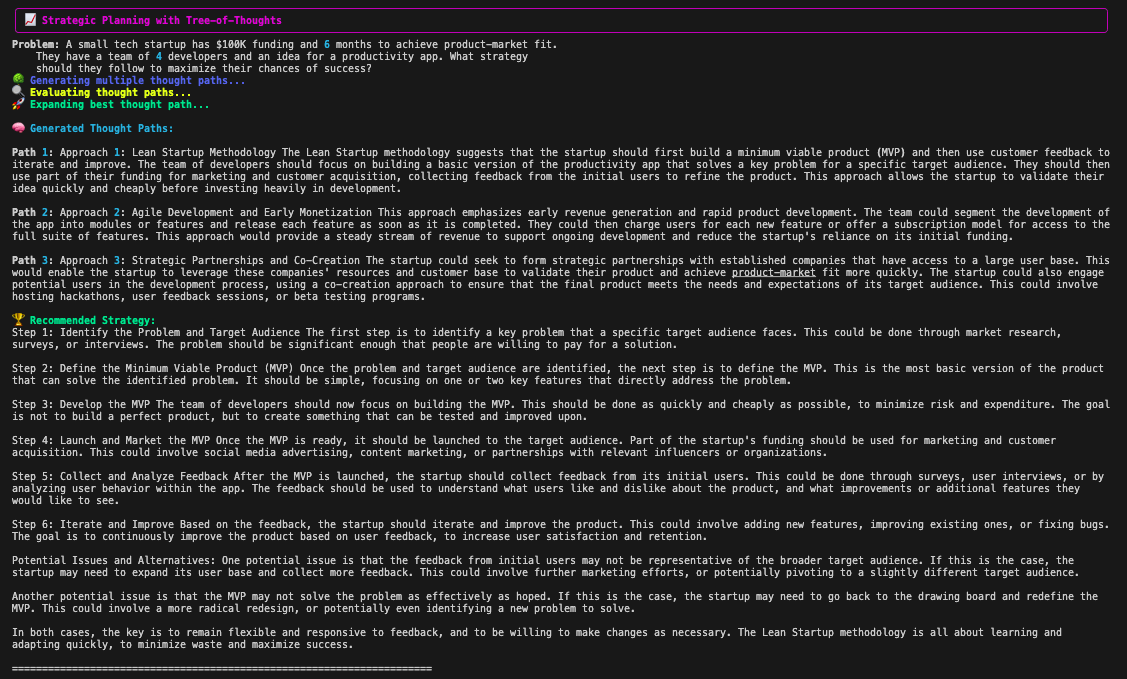 📈 Strategic Planning with Tree-of-Thoughts
Problem: A small tech startup has $100K funding and 6 months to achieve product-market fit.
They have a team of 4 developers and an idea for a productivity app. What strategy
should they follow to maximize their chances of success?
🌳 Generating multiple thought paths...
🔍 Evaluating thought paths...
🚀 Expanding best thought path...
🧠 Generated Thought Paths:
Path 1: Approach 1: Lean Startup Methodology The Lean Startup methodology suggests that the startup should first build a minimum viable product (MVP) and then use customer feedback to
iterate and improve. The team of developers should focus on building a basic version of the productivity app that solves a key problem for a specific target audience. They should then
use part of their funding for marketing and customer acquisition, collecting feedback from the initial users to refine the product. This approach allows the startup to validate their
idea quickly and cheaply before investing heavily in development.
Path 2: Approach 2: Agile Development and Early Monetization This approach emphasizes early revenue generation and rapid product development. The team could segment the development of
the app into modules or features and release each feature as soon as it is completed. They could then charge users for each new feature or offer a subscription model for access to the
full suite of features. This approach would provide a steady stream of revenue to support ongoing development and reduce the startup's reliance on its initial funding.
Path 3: Approach 3: Strategic Partnerships and Co-Creation The startup could seek to form strategic partnerships with established companies that have access to a large user base. This
would enable the startup to leverage these companies' resources and customer base to validate their product and achieve product-market fit more quickly. The startup could also engage
potential users in the development process, using a co-creation approach to ensure that the final product meets the needs and expectations of its target audience. This could involve
hosting hackathons, user feedback sessions, or beta testing programs.
🏆 Recommended Strategy:
Step 1: Identify the Problem and Target Audience The first step is to identify a key problem that a specific target audience faces. This could be done through market research,
surveys, or interviews. The problem should be significant enough that people are willing to pay for a solution.
Step 2: Define the Minimum Viable Product (MVP) Once the problem and target audience are identified, the next step is to define the MVP. This is the most basic version of the product
that can solve the identified problem. It should be simple, focusing on one or two key features that directly address the problem.
Step 3: Develop the MVP The team of developers should now focus on building the MVP. This should be done as quickly and cheaply as possible, to minimize risk and expenditure. The goal
is not to build a perfect product, but to create something that can be tested and improved upon.
Step 4: Launch and Market the MVP Once the MVP is ready, it should be launched to the target audience. Part of the startup's funding should be used for marketing and customer
acquisition. This could involve social media advertising, content marketing, or partnerships with relevant influencers or organizations.
Step 5: Collect and Analyze Feedback After the MVP is launched, the startup should collect feedback from its initial users. This could be done through surveys, user interviews, or by
analyzing user behavior within the app. The feedback should be used to understand what users like and dislike about the product, and what improvements or additional features they
would like to see.
Step 6: Iterate and Improve Based on the feedback, the startup should iterate and improve the product. This could involve adding new features, improving existing ones, or fixing bugs.
The goal is to continuously improve the product based on user feedback, to increase user satisfaction and retention.
Potential Issues and Alternatives: One potential issue is that the feedback from initial users may not be representative of the broader target audience. If this is the case, the
startup may need to expand its user base and collect more feedback. This could involve further marketing efforts, or potentially pivoting to a slightly different target audience.
Another potential issue is that the MVP may not solve the problem as effectively as hoped. If this is the case, the startup may need to go back to the drawing board and redefine the
MVP. This could involve a more radical redesign, or potentially even identifying a new problem to solve.
In both cases, the key is to remain flexible and responsive to feedback, and to be willing to make changes as necessary. The Lean Startup methodology is all about learning and
adapting quickly, to minimize waste and maximize success.
======================================================================